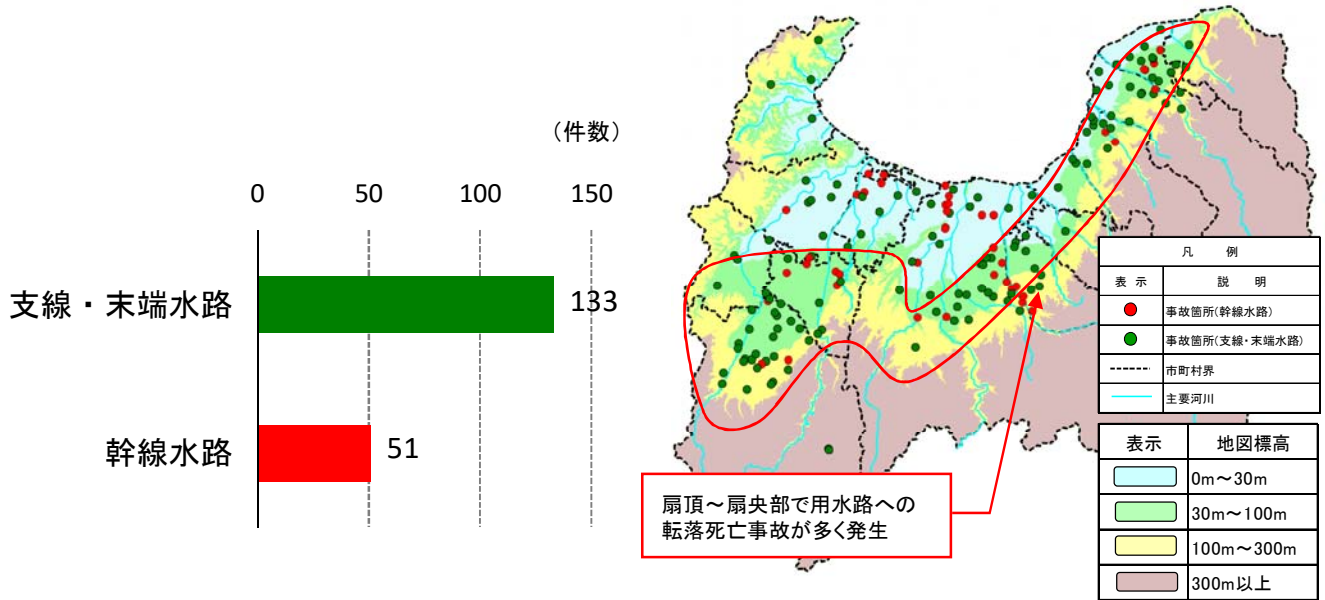 （件数）
0
50
100
150
支線・末端水路
133
幹線水路
51
扇頂～扇央部で用水路への
転落死亡事故が多く発生
凡 例
表 示 説 明
事故箇所（幹線水路）
事故箇所（支線・末端水路）
市町村界
主要河川
表示 地図標高
0m～30m
30m～100m
100m～300m
300m以上